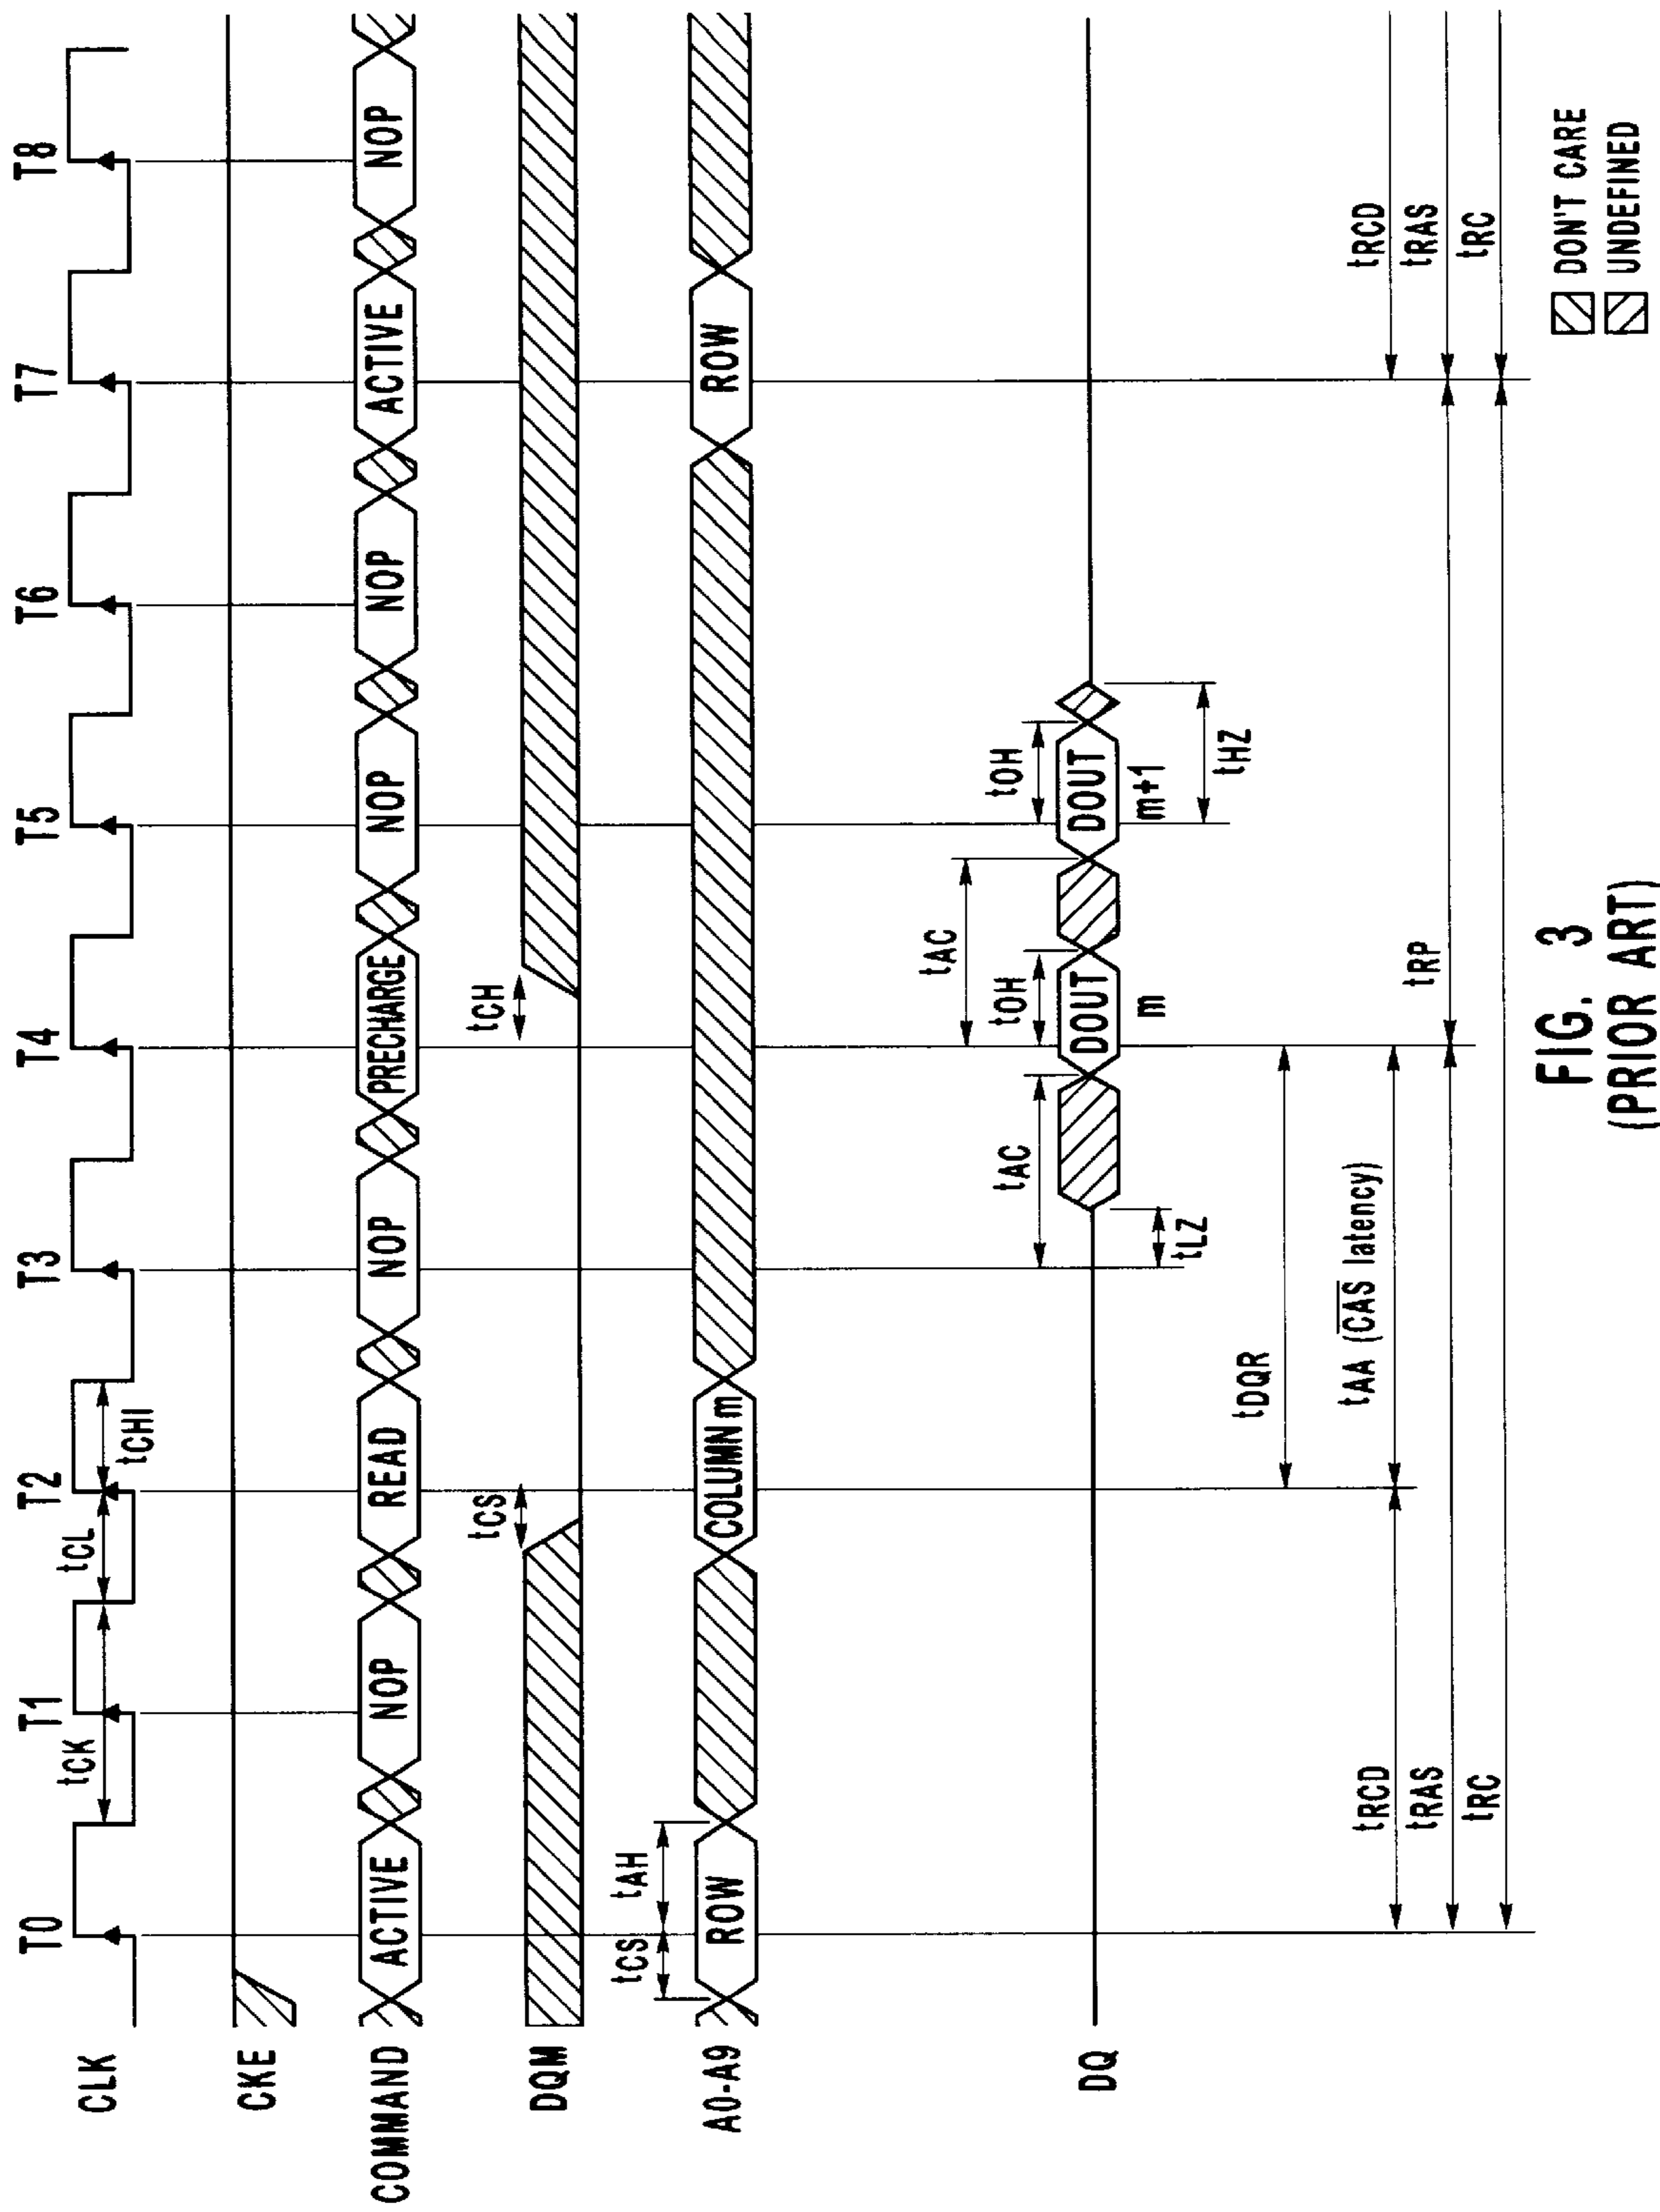 T0 T1 T2 T3 T4 T5 T6 T7 T8
CLK
tCK tCL tCHI
CKE
COMMAND ACTIVE NOP READ NOP PRECHARGE NOP NOP ACTIVE NOP
tCS tCH
DQM
tCS tAH
A0-A9 ROW COLUMN m ROW
tAC
tAC tOH tOH
DQ DOUT DOUT
m m+1
tLZ tHZ
tDQR
tRCD tAA (CAS latency) tRCD
tRAS tRP tRAS
tRC tRC
DON'T CARE
UNDEFINED
FIG. 3
(PRIOR ART)